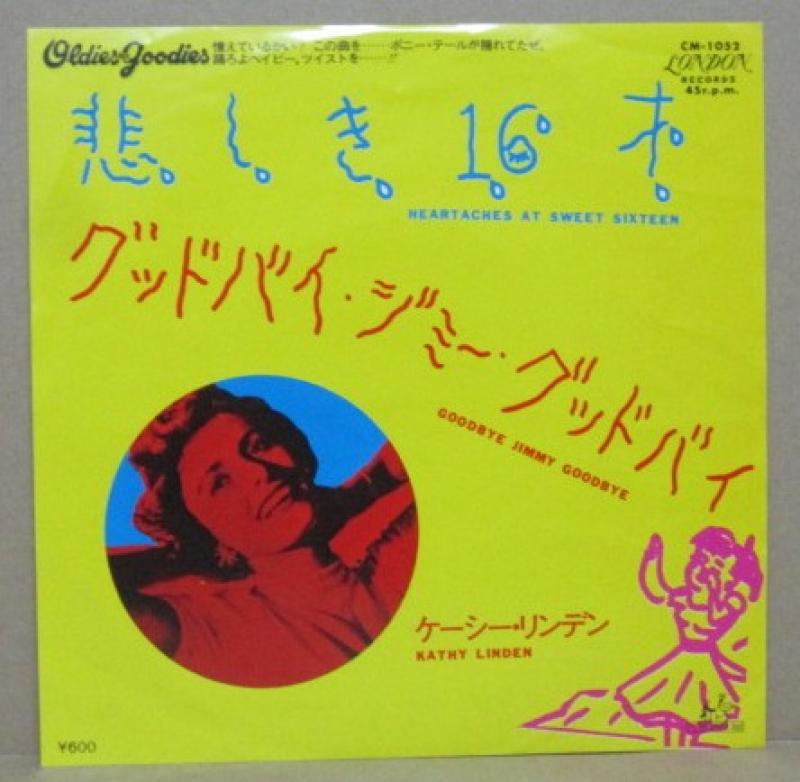 Oldies Goodies
憶えているかい?この曲を……ポニー・テールが揺れてたぜ。
踊ろよベイビー。ツイストを……!!
CM-1052
LONDON
RECORDS
45r.p.m.
悲しき16才
HEARTACHES AT SWEET SIXTEEN
グッドバイ・ジミー・グッドバイ
GOODBYE JIMMY GOODBYE
ケーシー・リンデン
KATHY LINDEN
¥600